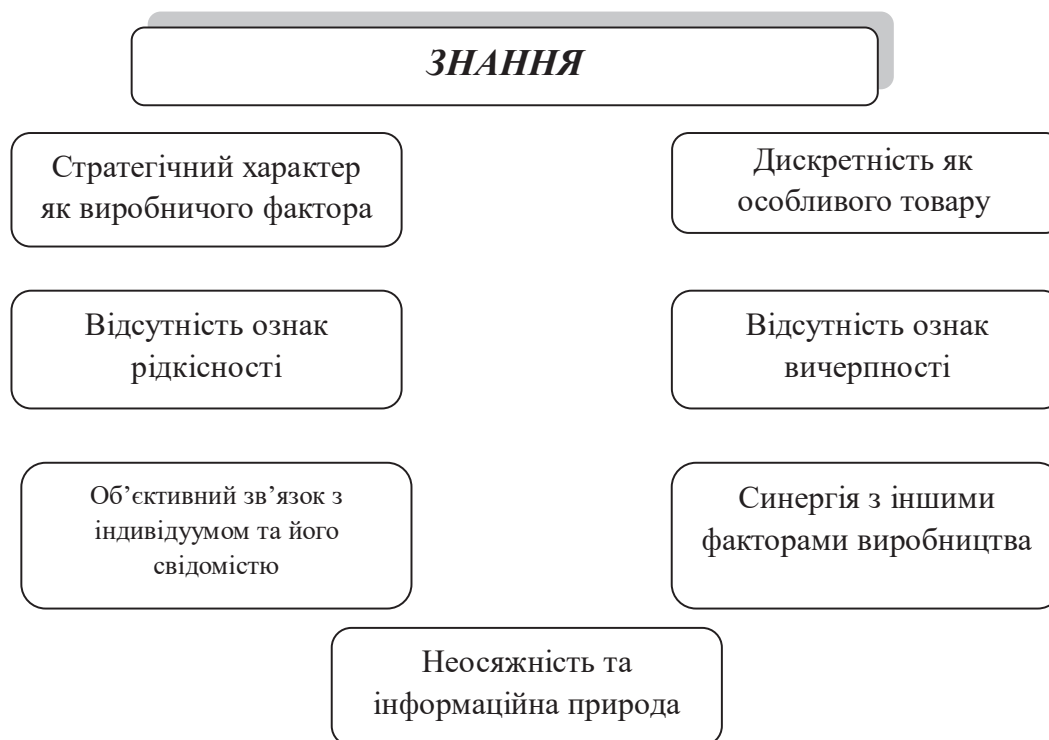 ЗНАННЯ
Стратегічний характер
як виробничого фактора
Дискретність як
особливого товару
Відсутність ознак
рідкісності
Відсутність ознак
вичерпності
Об’єктивний зв’язок з
індивідуумом та його
свідомістю
Синергія з іншими
факторами виробництва
Неосяжність та
інформаційна природа